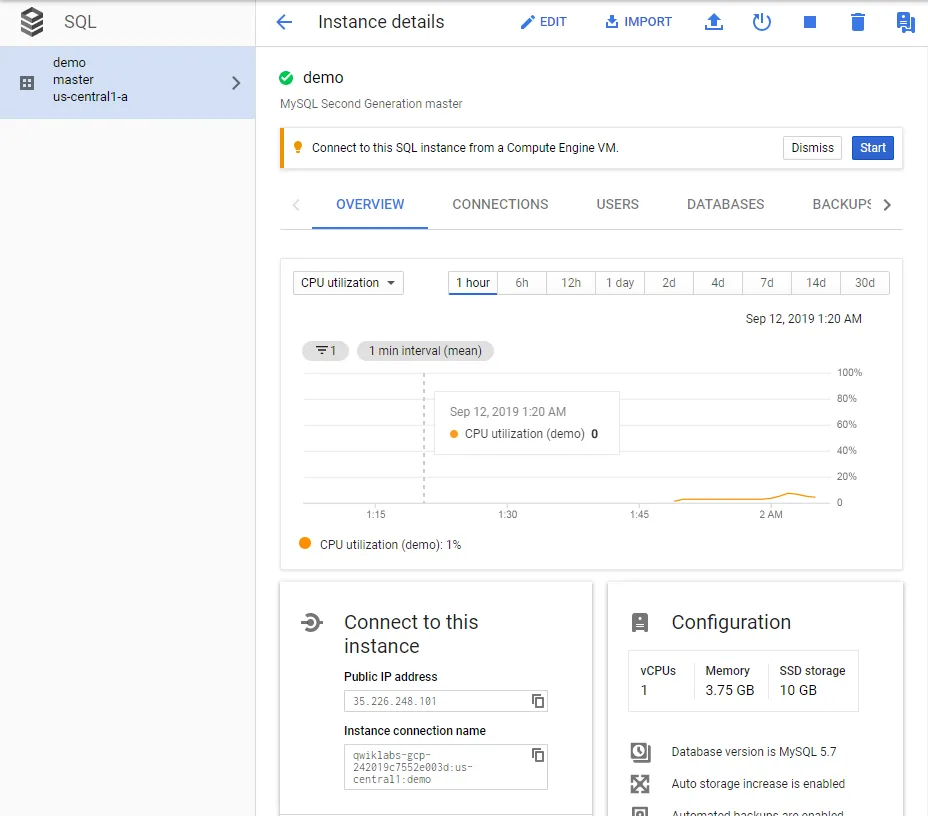 SQL
Instance details
EDIT
IMPORT
demo
master
us-central1-a
demo
MySQL Second Generation master
Connect to this SQL instance from a Compute Engine VM.
Dismiss
Start
OVERVIEW
CONNECTIONS
USERS
DATABASES
BACKUPS
CPU utilization
1 hour
6h
12h
1 day
2d
4d
7d
14d
30d
Sep 12, 2019 1:20 AM
1
1 min interval (mean)
100%
80%
60%
40%
20%
0
Sep 12, 2019 1:20 AM
CPU utilization (demo) 0
1:15
1:30
1:45
2 AM
CPU utilization (demo): 1%
Connect to this
instance
Public IP address
35.226.248.101
Instance connection name
qwiklabs-gcp-
242019c7552e003d:us-
central1:demo
Configuration
vCPUs
1
Memory
3.75 GB
SSD storage
10 GB
Database version is MySQL 5.7
Auto storage increase is enabled
Automated backups are enabled